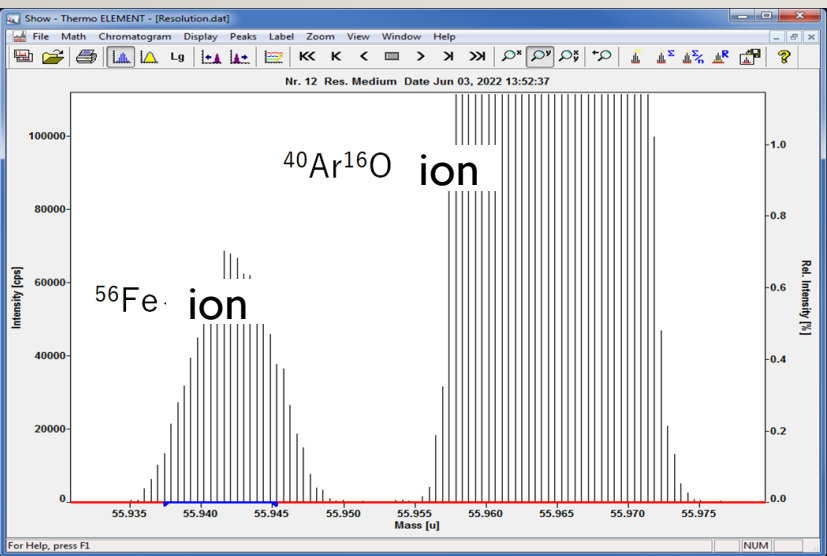 Show - Thermo ELEMENT - [Resolution.dat]
File Math Chromatogram Display Peaks Label Zoom View Window Help
Lg
Nr. 12 Res. Medium Date Jun 03, 2022 13:52:37
100000
80000
60000
40000
20000
0
Intensity [cps]
⁴⁰Ar¹⁶O ion
⁵⁶Fe ion
1.0
0.8
0.6
0.4
0.2
0.0
Rel. Intensity [%]
55.935 55.940 55.945 55.950 55.955 55.960 55.965 55.970 55.975
Mass [u]
For Help, press F1
NUM